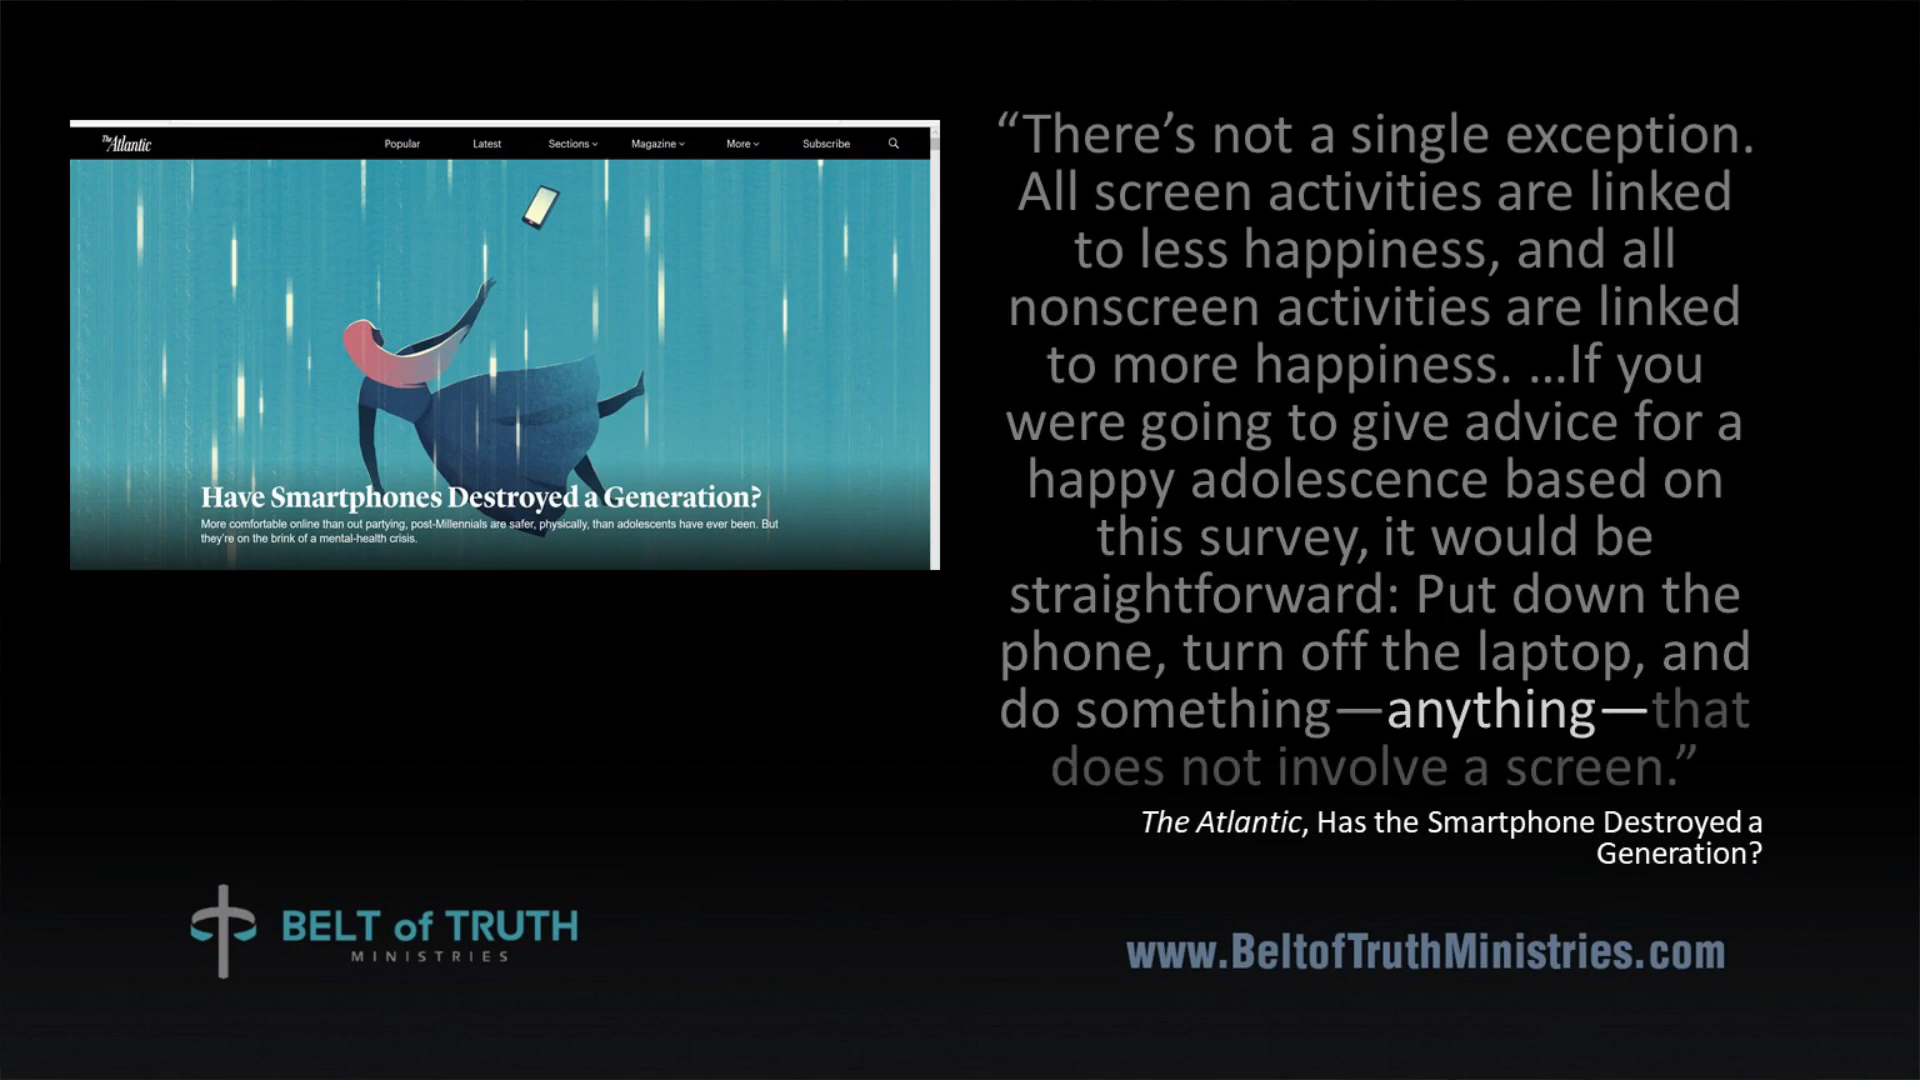 The Atlantic
Popular Latest Sections Magazine More Subscribe
Have Smartphones Destroyed a Generation?
More comfortable online than out partying, post-Millennials are safer, physically, than adolescents have ever been. But
they're on the brink of a mental-health crisis.
“There’s not a single exception.
All screen activities are linked
to less happiness, and all
nonscreen activities are linked
to more happiness. ...If you
were going to give advice for a
happy adolescence based on
this survey, it would be
straightforward: Put down the
phone, turn off the laptop, and
do something—anything—that
does not involve a screen.”
The Atlantic, Has the Smartphone Destroyed a
Generation?
BELT of TRUTH
MINISTRIES
www.BeltofTruthMinistries.com